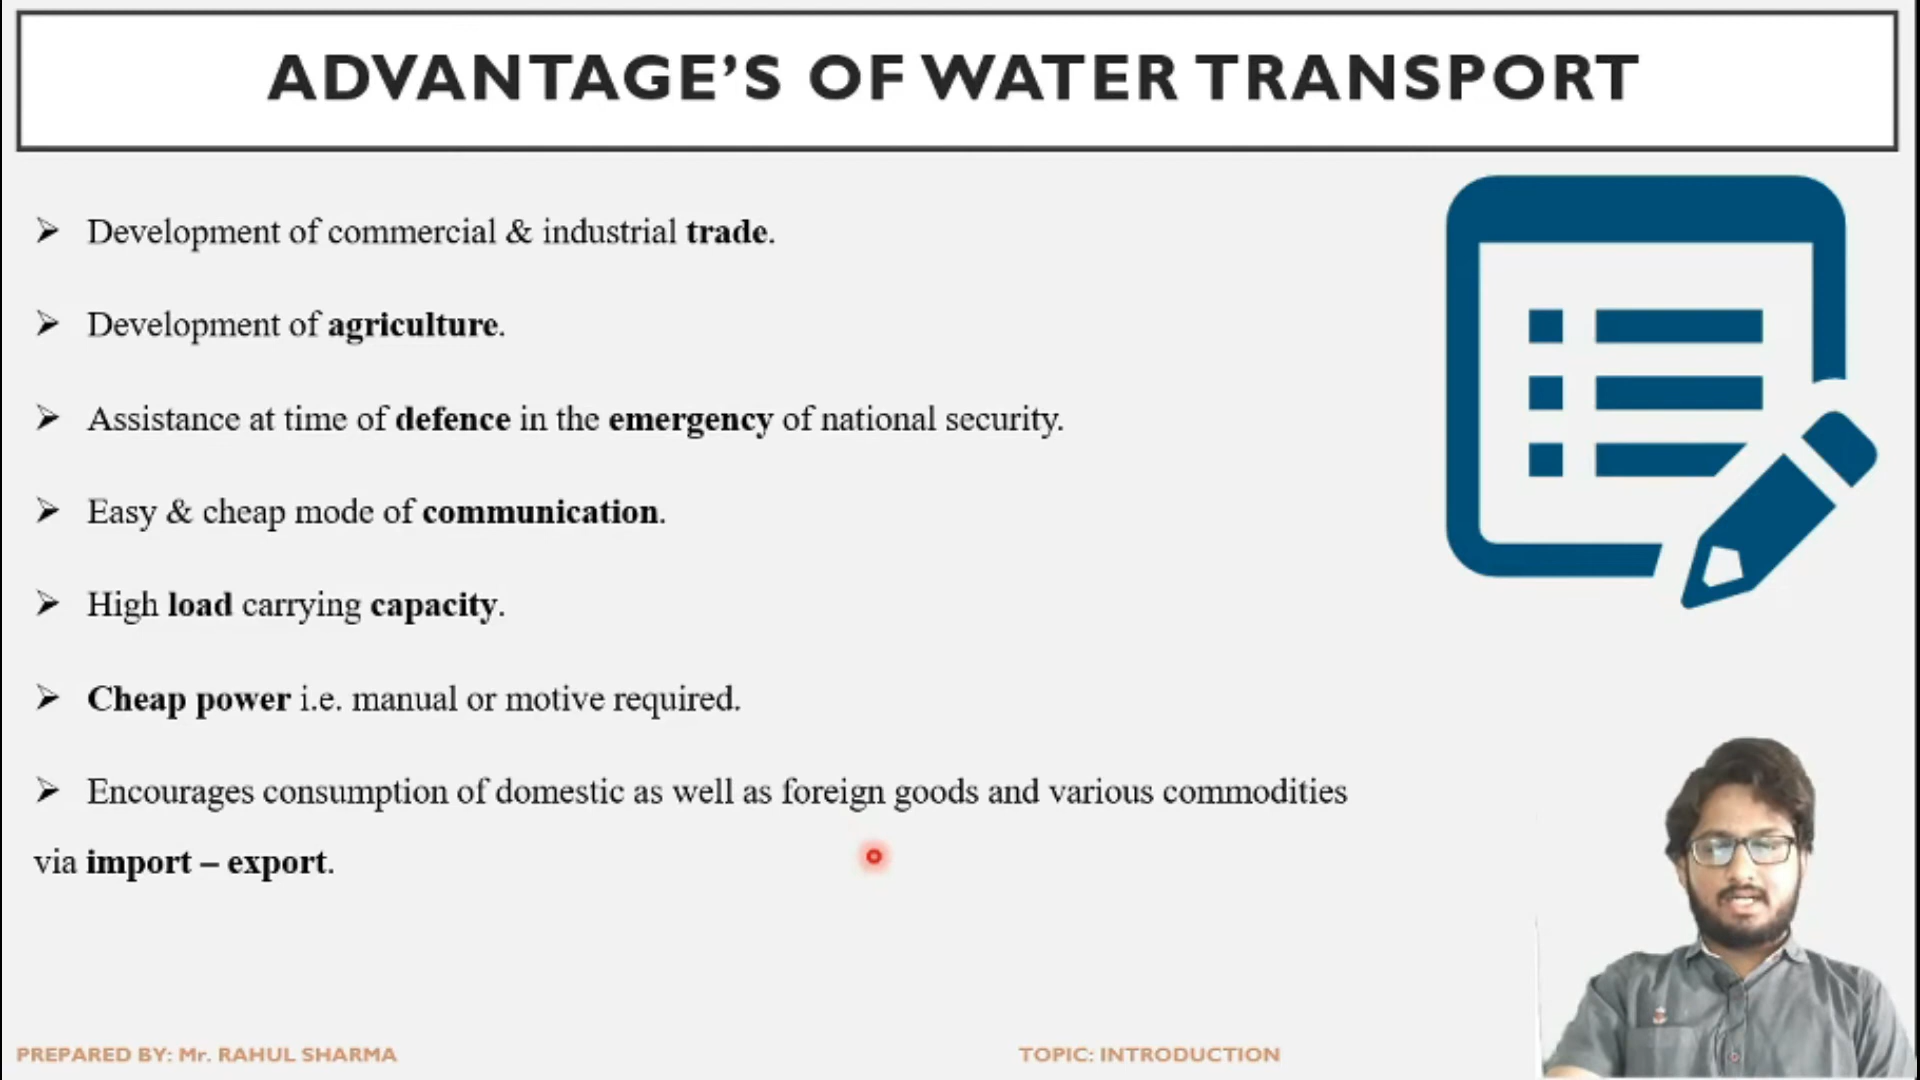 ADVANTAGE’S OF WATER TRANSPORT
➢ Development of commercial & industrial trade.
➢ Development of agriculture.
➢ Assistance at time of defence in the emergency of national security.
➢ Easy & cheap mode of communication.
➢ High load carrying capacity.
➢ Cheap power i.e. manual or motive required.
➢ Encourages consumption of domestic as well as foreign goods and various commodities
via import – export.
PREPARED BY: Mr. RAHUL SHARMA
TOPIC: INTRODUCTION